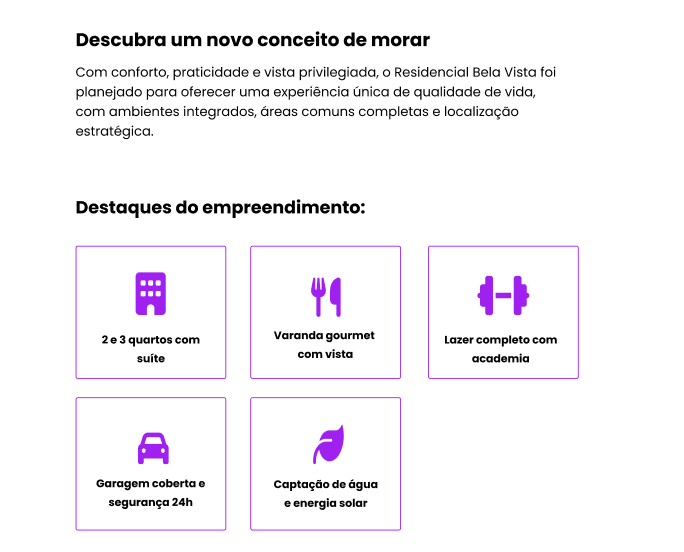 Descubra um novo conceito de morar
Com conforto, praticidade e vista privilegiada, o Residencial Bela Vista foi
planejado para oferecer uma experiência única de qualidade de vida,
com ambientes integrados, áreas comuns completas e localização
estratégica.
Destaques do empreendimento:
2 e 3 quartos com
suíte
Varanda gourmet
com vista
Lazer completo com
academia
Garagem coberta e
segurança 24h
Captação de água
e energia solar